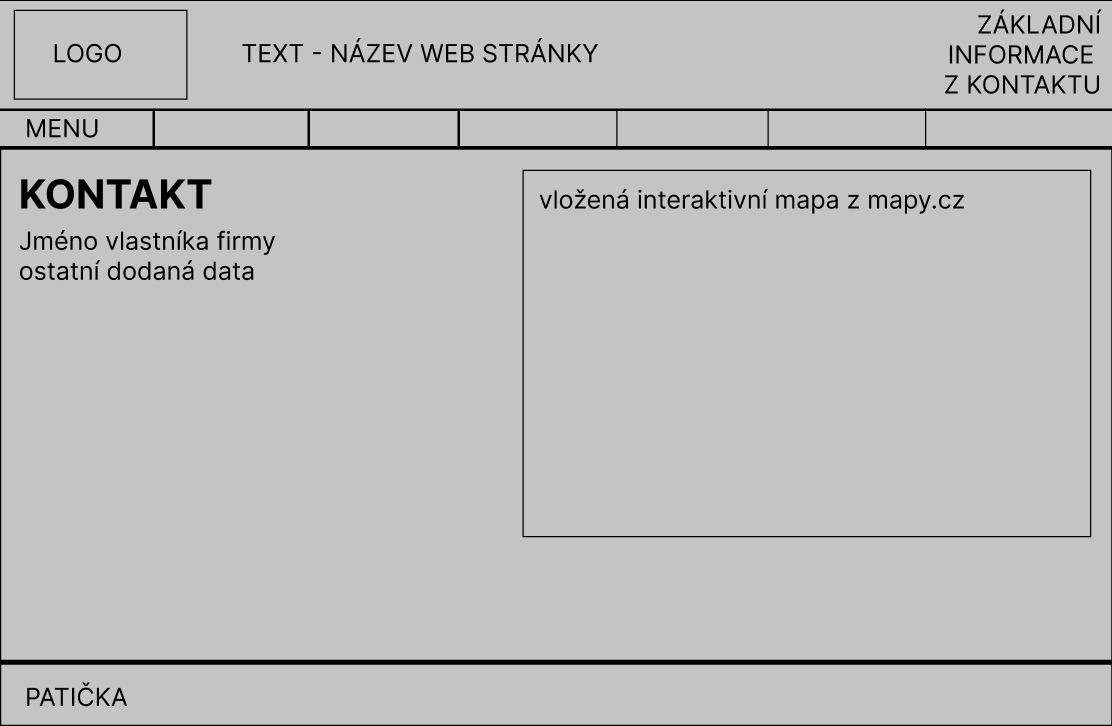 LOGO
TEXT - NÁZEV WEB STRÁNKY
ZÁKLADNÍ
INFORMACE
Z KONTAKTU
MENU
KONTAKT
Jméno vlastníka firmy
ostatní dodaná data
vložená interaktivní mapa z mapy.cz
PATIČKA